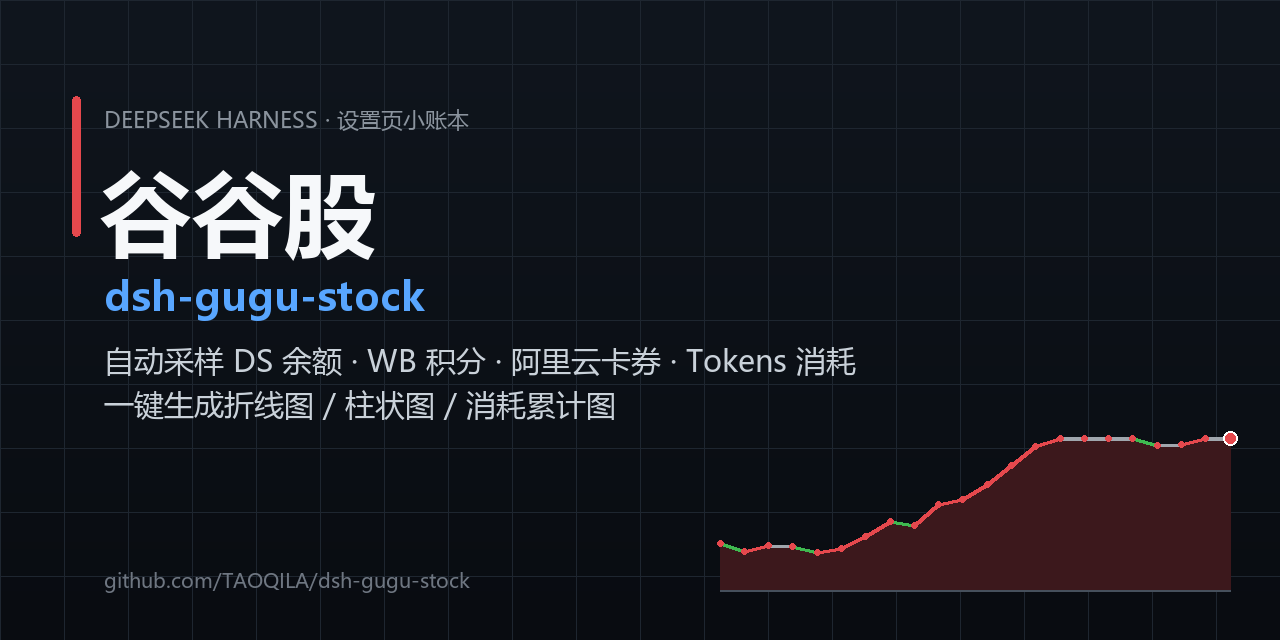 DEEPSEEK HARNESS · 设置页小账本
谷谷股
dsh-gugu-stock
自动采样 DS 余额 · WB 积分 · 阿里云卡券 · Tokens 消耗
一键生成折线图 / 柱状图 / 消耗累计图
github.com/TAOQILA/dsh-gugu-stock